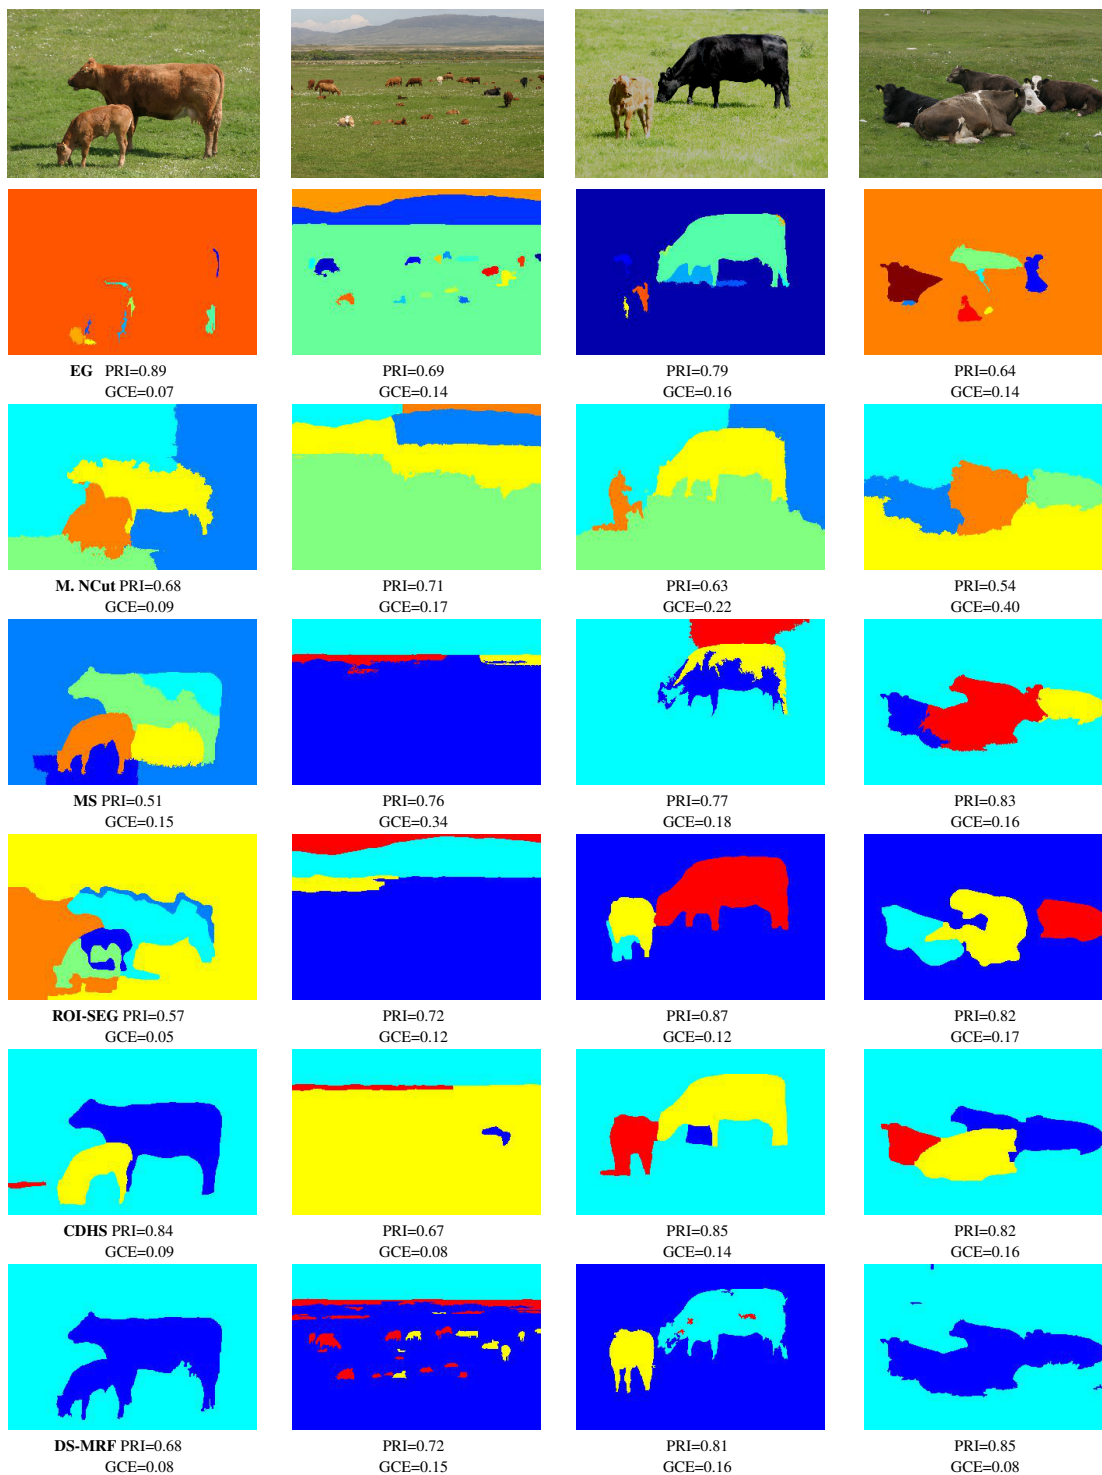 EG PRI=0.89 PRI=0.69 PRI=0.79 PRI=0.64
GCE=0.07 GCE=0.14 GCE=0.16 GCE=0.14
M. NCut PRI=0.68 PRI=0.71 PRI=0.63 PRI=0.54
GCE=0.09 GCE=0.17 GCE=0.22 GCE=0.40
MS PRI=0.51 PRI=0.76 PRI=0.77 PRI=0.83
GCE=0.15 GCE=0.34 GCE=0.18 GCE=0.16
ROI-SEG PRI=0.57 PRI=0.72 PRI=0.87 PRI=0.82
GCE=0.05 GCE=0.12 GCE=0.12 GCE=0.17
CDHS PRI=0.84 PRI=0.67 PRI=0.85 PRI=0.82
GCE=0.09 GCE=0.08 GCE=0.14 GCE=0.16
DS-MRF PRI=0.68 PRI=0.72 PRI=0.81 PRI=0.85
GCE=0.08 GCE=0.15 GCE=0.16 GCE=0.08